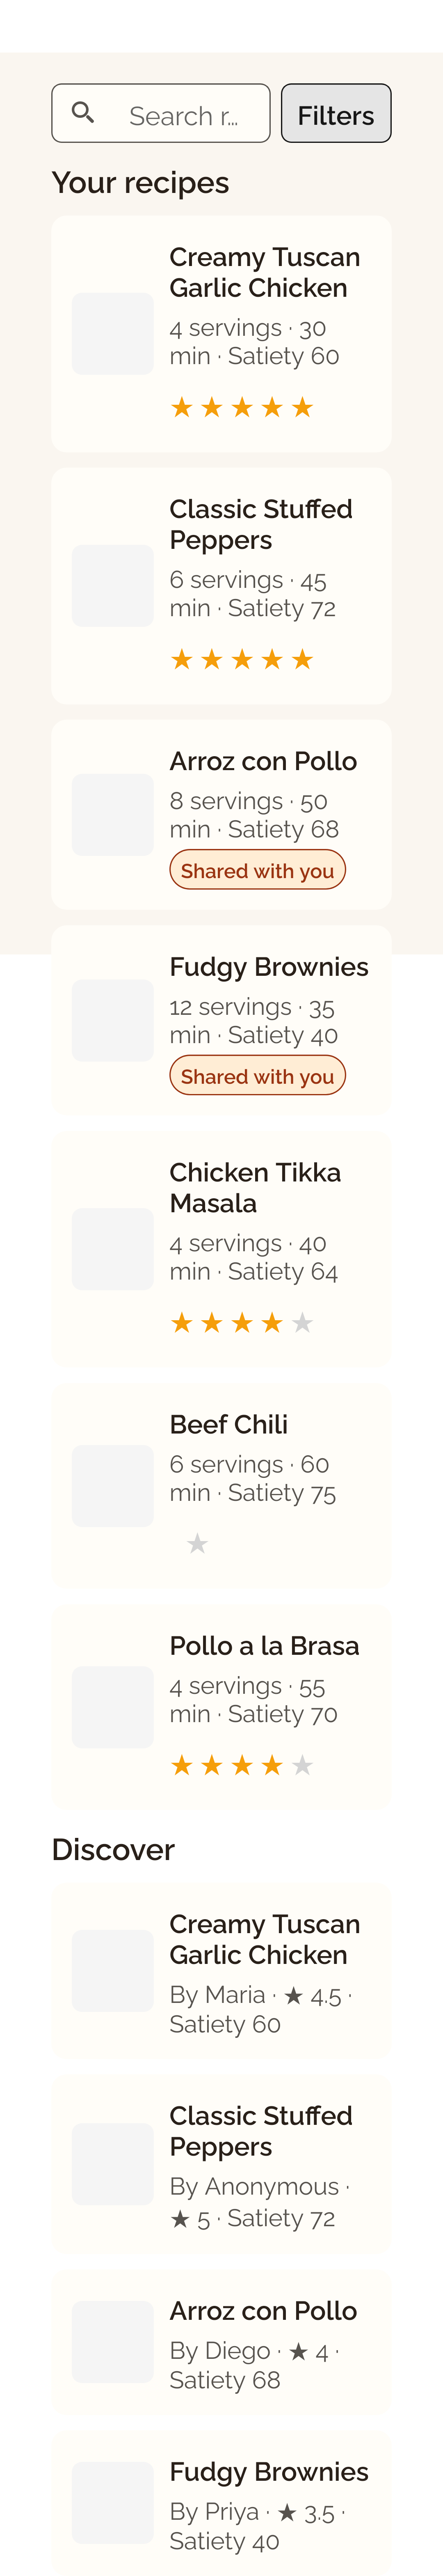 Search r...
Filters
Your recipes
Creamy Tuscan
Garlic Chicken
4 servings · 30
min · Satiety 60
★ ★ ★ ★ ★
Classic Stuffed
Peppers
6 servings · 45
min · Satiety 72
★ ★ ★ ★ ★
Arroz con Pollo
8 servings · 50
min · Satiety 68
Shared with you
Fudgy Brownies
12 servings · 35
min · Satiety 40
Shared with you
Chicken Tikka
Masala
4 servings · 40
min · Satiety 64
★ ★ ★ ★ ★
Beef Chili
6 servings · 60
min · Satiety 75
★
Pollo a la Brasa
4 servings · 55
min · Satiety 70
★ ★ ★ ★ ★
Discover
Creamy Tuscan
Garlic Chicken
By Maria · ★ 4.5 ·
Satiety 60
Classic Stuffed
Peppers
By Anonymous ·
★ 5 · Satiety 72
Arroz con Pollo
By Diego · ★ 4 ·
Satiety 68
Fudgy Brownies
By Priya · ★ 3.5 ·
Satiety 40